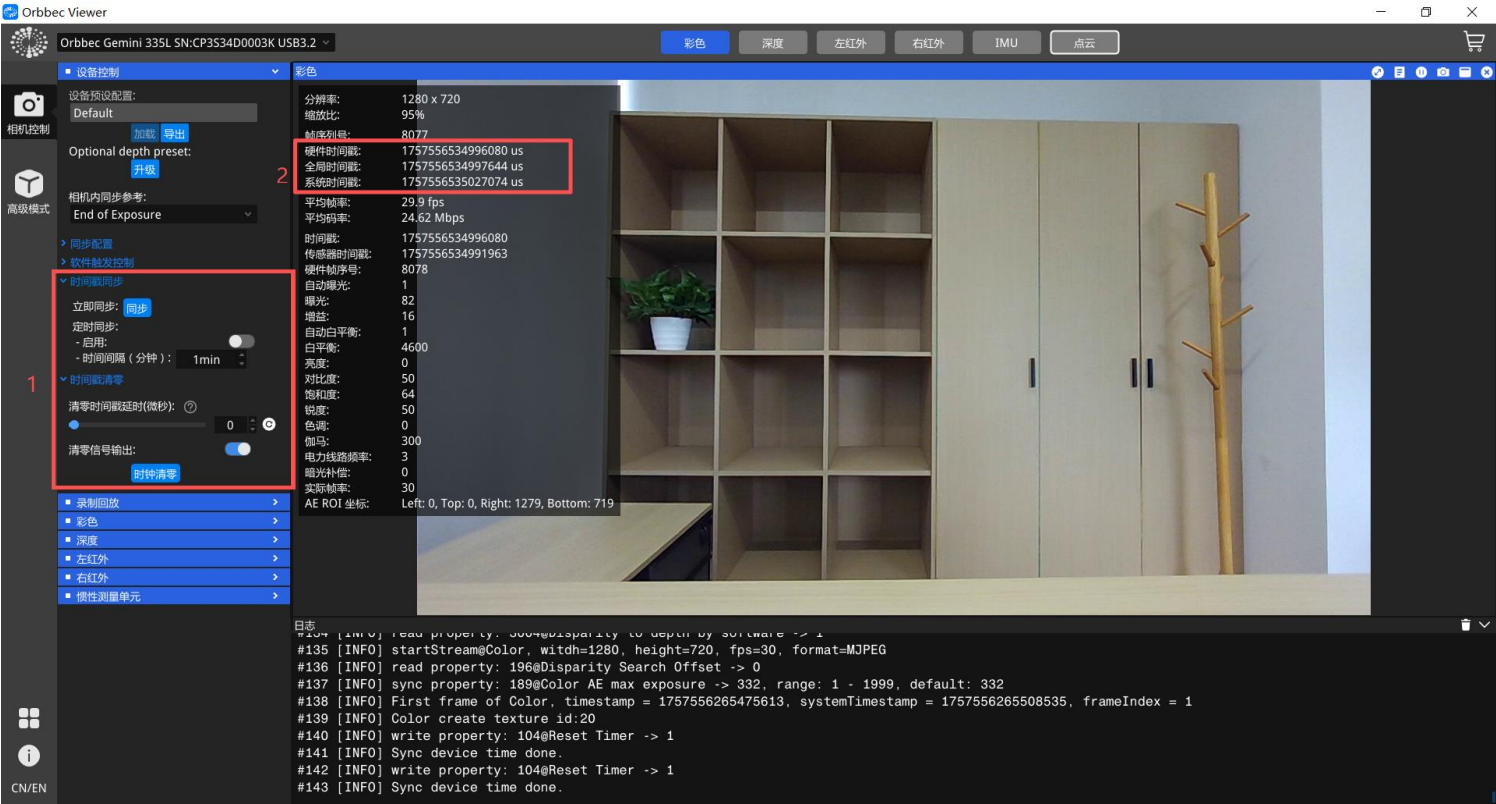 Orbbec Viewer
Orbbec Gemini 335L SN:CP3S34D0003K USB3.2
彩色
深度
左红外
右红外
IMU
点云
设备控制
相机控制
高级模式
设备预设配置:
Default
加载 导出
Optional depth preset:
升级
相机内同步参考:
End of Exposure
同步配置
软件触发控制
1
时间戳同步
立即同步: 同步
定时同步:
- 启用:
- 时间间隔（分钟）: 1min
时间戳清零
清零时间戳延时(微秒): ?
0
清零信号输出:
时钟清零
录制回放
彩色
深度
左红外
右红外
惯性测量单元
CN/EN
彩色
分辨率: 1280 x 720
缩放比: 95%
帧序列号: 8077
2
硬件时间戳: 1757556534996080 us
全局时间戳: 1757556534997644 us
系统时间戳: 1757556535027074 us
平均帧率: 29.9 fps
平均码率: 24.62 Mbps
时间戳: 1757556534996080
传感器时间戳: 1757556534991963
硬件帧序号: 8078
自动曝光: 1
曝光: 82
增益: 16
自动白平衡: 1
白平衡: 4600
亮度: 0
对比度: 50
饱和度: 64
锐度: 50
色调: 0
伽马: 300
电力线路频率: 3
暗光补偿: 0
实际帧率: 30
AE ROI 坐标: Left: 0, Top: 0, Right: 1279, Bottom: 719
日志
#134 [INFO] read property: 3004@Disparity to depth by software -> 1
#135 [INFO] startStream@Color, witdh=1280, height=720, fps=30, format=MJPEG
#136 [INFO] read property: 196@Disparity Search Offset -> 0
#137 [INFO] sync property: 189@Color AE max exposure -> 332, range: 1 - 1999, default: 332
#138 [INFO] First frame of Color, timestamp = 1757556265475613, systemTimestamp = 1757556265508535, frameIndex = 1
#139 [INFO] Color create texture id:20
#140 [INFO] write property: 104@Reset Timer -> 1
#141 [INFO] Sync device time done.
#142 [INFO] write property: 104@Reset Timer -> 1
#143 [INFO] Sync device time done.